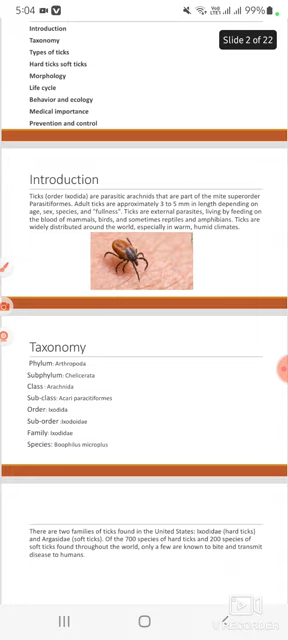 5:04
99%
Slide 2 of 22
Introduction
Taxonomy
Types of ticks
Hard ticks soft ticks
Morphology
Life cycle
Behavior and ecology
Medical importance
Prevention and control
Introduction
Ticks (order Ixodida) are parasitic arachnids that are part of the mite superorder
Parasitiformes. Adult ticks are approximately 3 to 5 mm in length depending on
age, sex, species, and "fullness". Ticks are external parasites, living by feeding on
the blood of mammals, birds, and sometimes reptiles and amphibians. Ticks are
widely distributed around the world, especially in warm, humid climates.
Taxonomy
Phylum: Arthropoda
Subphylum: Chelicerata
Class: Arachnida
Sub-class: Acari paracitiformes
Order: Ixodida
Sub-order: Ixodoidae
Family: Ixodidae
Species: Boophilus microplus
There are two families of ticks found in the United States: Ixodidae (hard ticks)
and Argasidae (soft ticks). Of the 700 species of hard ticks and 200 species of
soft ticks found throughout the world, only a few are known to bite and transmit
disease to humans.
V RECORDER